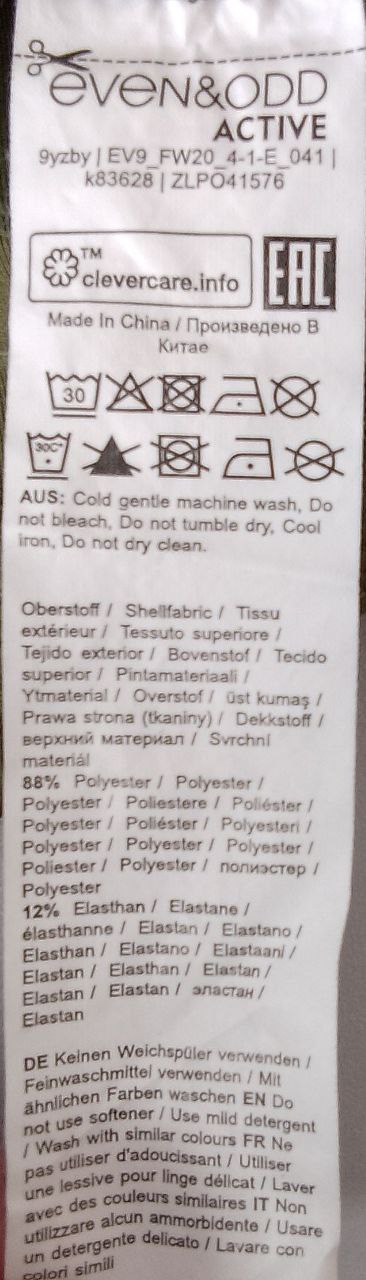 even&odd
ACTIVE
9yzby | EV9_FW20_4-1-E_041 |
k83628 | ZLPO41576
TM
clevercare.info
EAC
Made In China / Произведено В
Китае
30
30C°
AUS: Cold gentle machine wash, Do
not bleach, Do not tumble dry, Cool
iron, Do not dry clean.
Oberstoff / Shellfabric / Tissu
extérieur / Tessuto superiore /
Tejido exterior / Bovenstof / Tecido
superior / Pintamateriaali /
Ytmaterial / Overstof / üst kumaş /
Prawa strona (tkaniny) / Dekkstoff /
верхний материал / Svrchní
materiál
88% Polyester / Polyester /
Polyester / Poliestere / Poliéster /
Polyester / Poliéster / Polyesteri /
Polyester / Polyester / Polyester /
Poliester / Polyester / полиэстер /
Polyester
12% Elasthan / Elastane /
élasthanne / Elastan / Elastano /
Elasthan / Elastano / Elastaani /
Elastan / Elasthan / Elastan /
Elastan / Elastan / эластан /
Elastan
DE Keinen Weichspüler verwenden /
Feinwaschmittel verwenden / Mit
ähnlichen Farben waschen EN Do
not use softener / Use mild detergent
/ Wash with similar colours FR Ne
pas utiliser d'adoucissant / Utiliser
une lessive pour linge délicat / Laver
avec des couleurs similaires IT Non
utilizzare alcun ammorbidente / Usare
un detergente delicato / Lavare con
colori simili